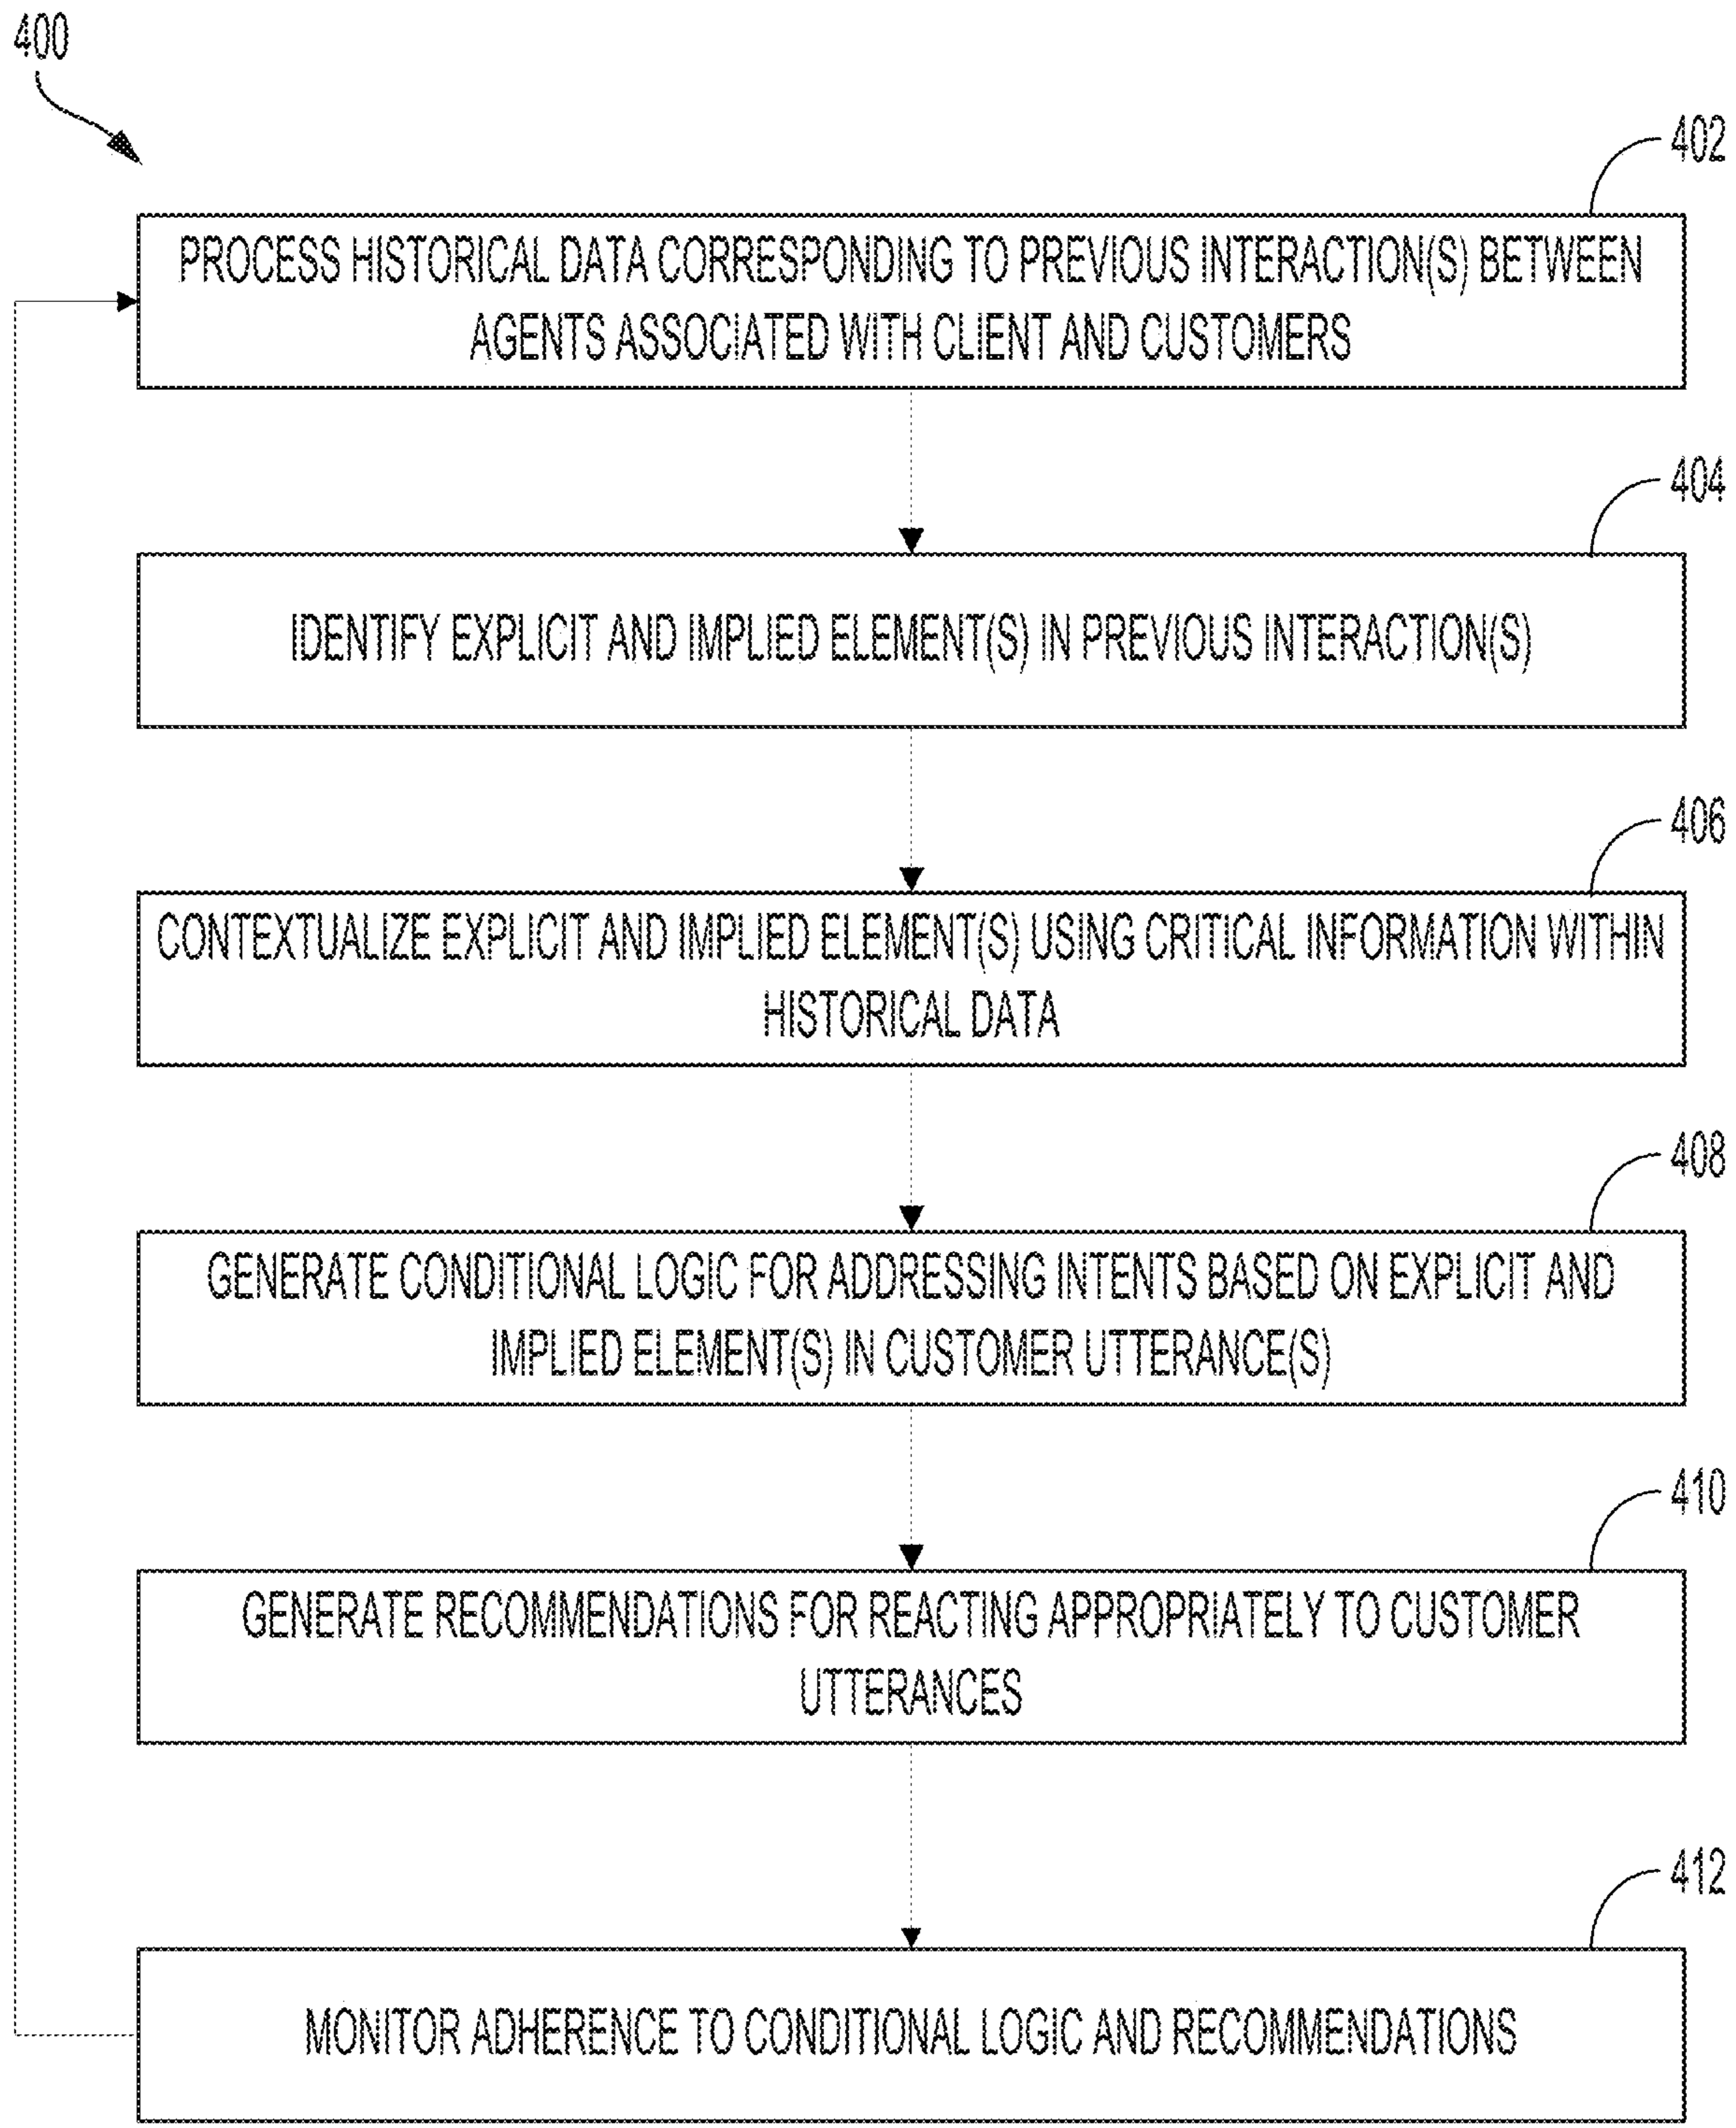 400
402
PROCESS HISTORICAL DATA CORRESPONDING TO PREVIOUS INTERACTION(S) BETWEEN
AGENTS ASSOCIATED WITH CLIENT AND CUSTOMERS
404
IDENTIFY EXPLICIT AND IMPLIED ELEMENT(S) IN PREVIOUS INTERACTION(S)
406
CONTEXTUALIZE EXPLICIT AND IMPLIED ELEMENT(S) USING CRITICAL INFORMATION WITHIN
HISTORICAL DATA
408
GENERATE CONDITIONAL LOGIC FOR ADDRESSING INTENTS BASED ON EXPLICIT AND
IMPLIED ELEMENT(S) IN CUSTOMER UTTERANCE(S)
410
GENERATE RECOMMENDATIONS FOR REACTING APPROPRIATELY TO CUSTOMER
UTTERANCES
412
MONITOR ADHERENCE TO CONDITIONAL LOGIC AND RECOMMENDATIONS